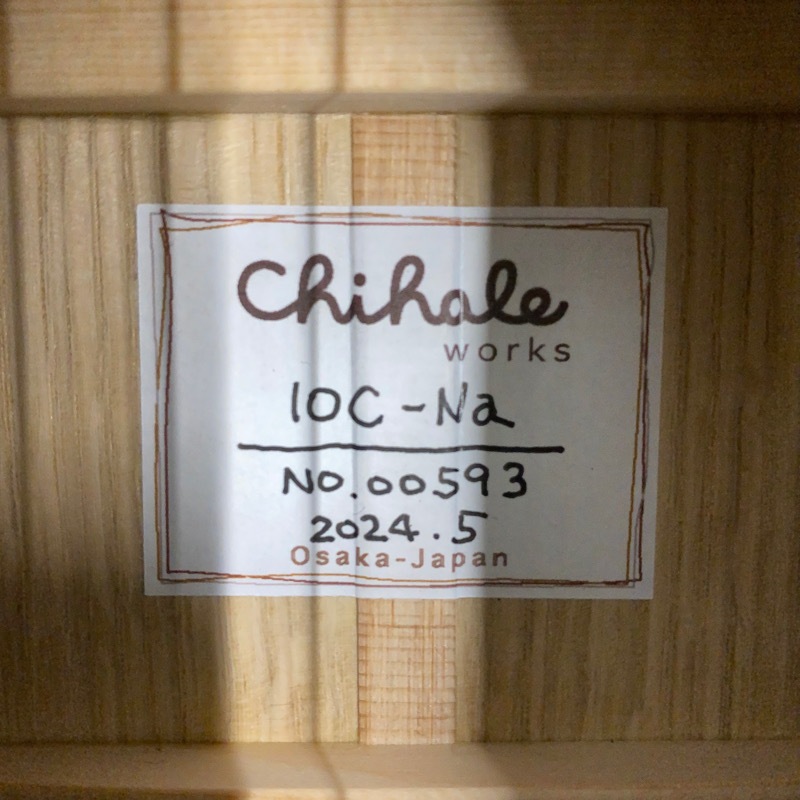 Chihale
works
10C-Na
No.00593
2024.5
Osaka-Japan